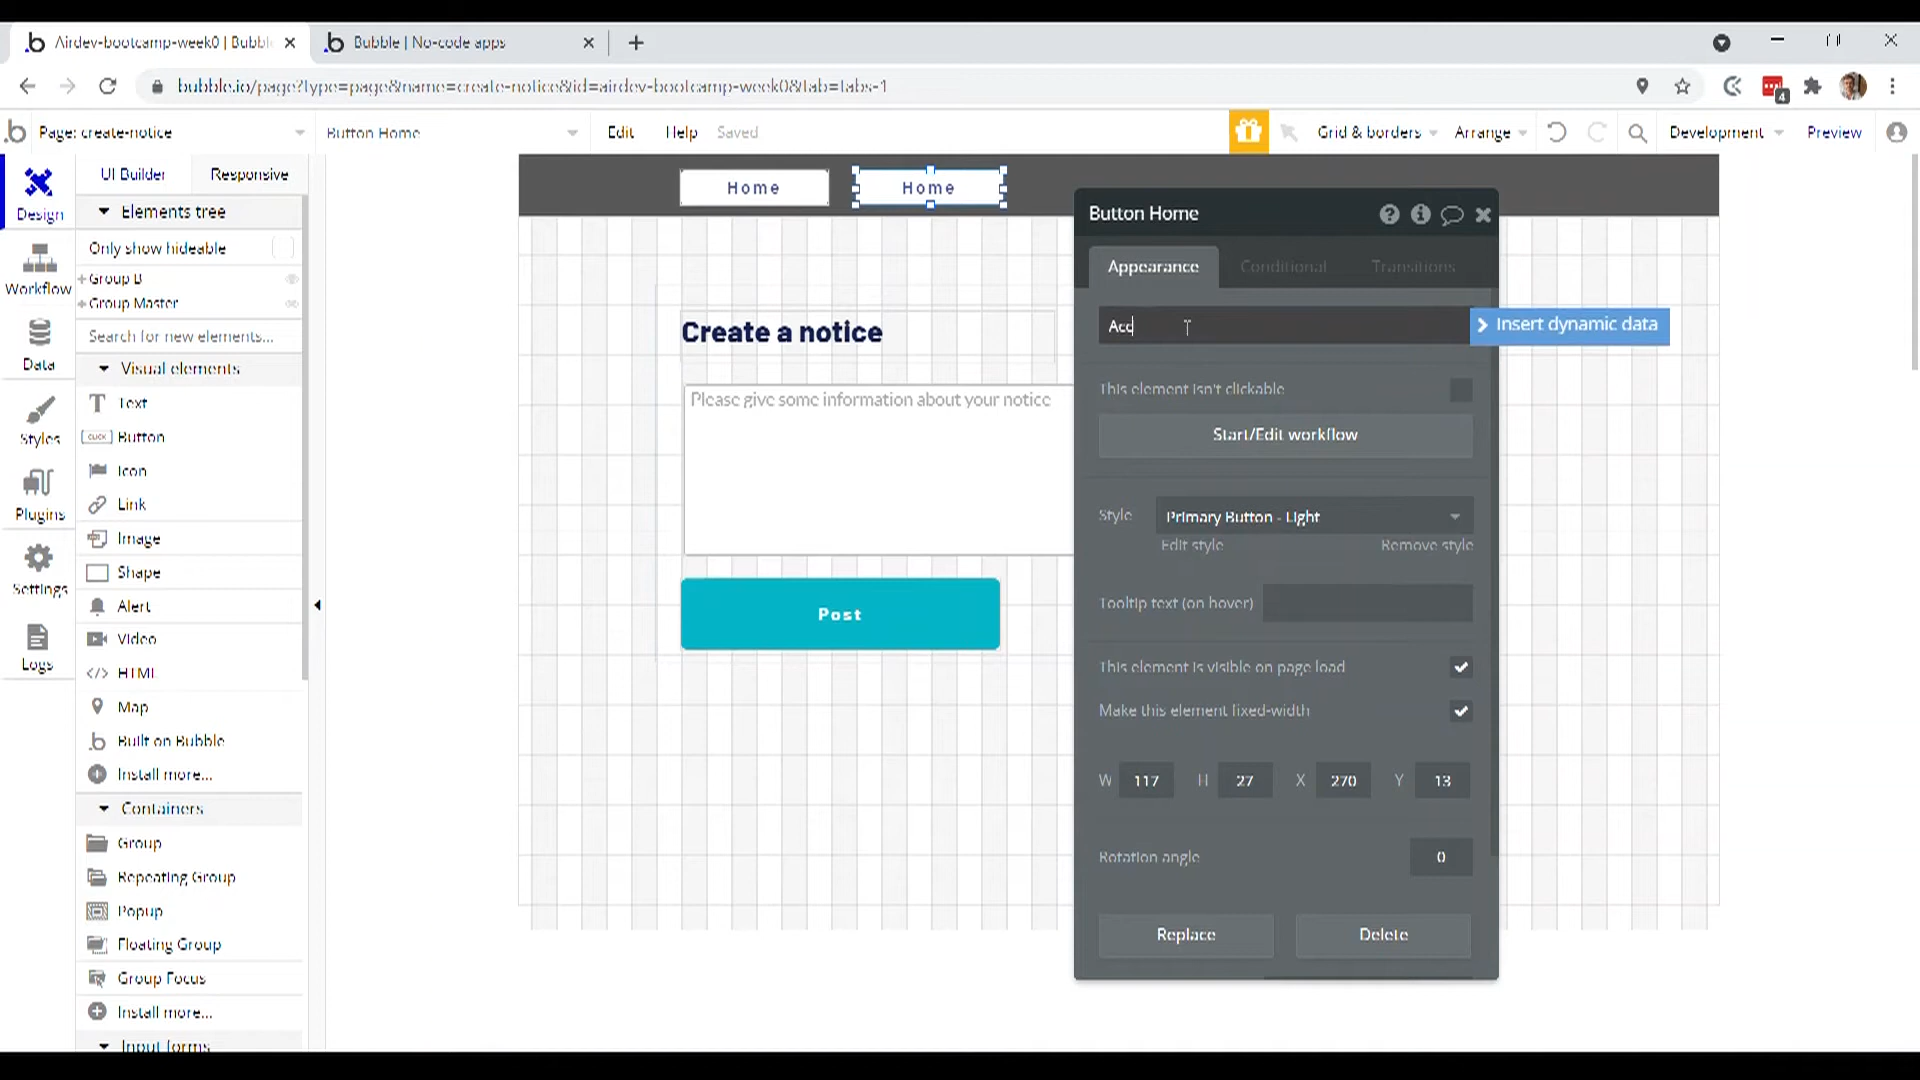 Airdev-bootcamp-week0 | Bubbl
Bubble | No-code apps
bubble.io/page?type=page&name=create-notice&id=airdev-bootcamp-week0&tab=tabs-1
4
Page: create-notice
Button Home
Edit
Help
Saved
Grid & borders
Arrange
Development
Preview
Design
Workflow
Data
Styles
Plugins
Settings
Logs
UI Builder
Responsive
Elements tree
Only show hideable
Group B
Group Master
Search for new elements...
Visual elements
Text
CLICK
Button
Icon
Link
Image
Shape
Alert
Video
HTML
Map
Built on Bubble
Install more...
Containers
Group
Repeating Group
Popup
Floating Group
Group Focus
Install more...
Input forms
Home
Home
Create a notice
Please give some information about your notice
Post
Button Home
Appearance
Conditional
Transitions
Acc
Insert dynamic data
This element isn't clickable
Start/Edit workflow
Style
Primary Button - Light
Edit style
Remove style
Tooltip text (on hover)
This element is visible on page load
Make this element fixed-width
W 117 H 27 X 270 Y 13
Rotation angle 0
Replace
Delete